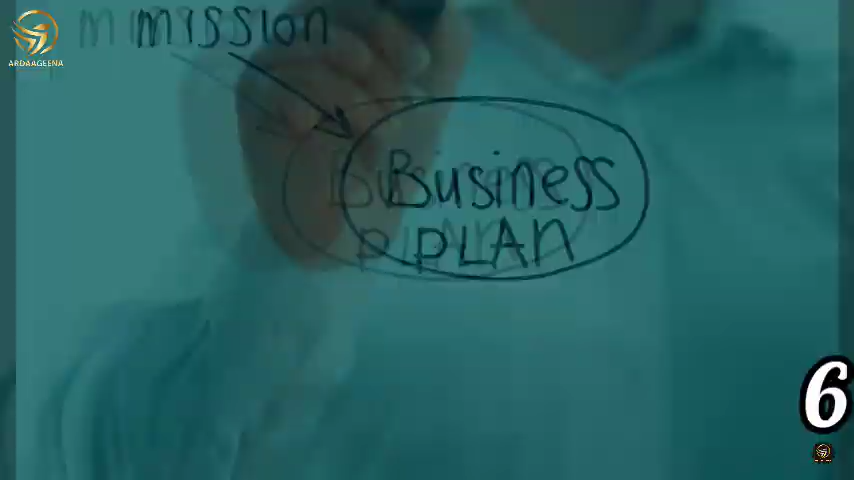 mission
ARDAAGEENA
Business
PLAN
6